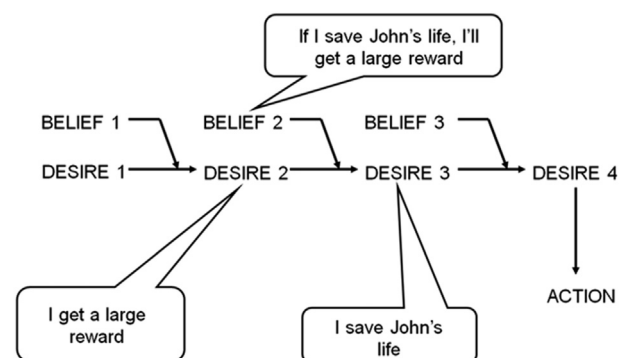 If I save John's life, I'll
get a large reward
BELIEF 1 BELIEF 2 BELIEF 3
DESIRE 1 DESIRE 2 DESIRE 3 DESIRE 4
ACTION
I get a large
reward
I save John's
life